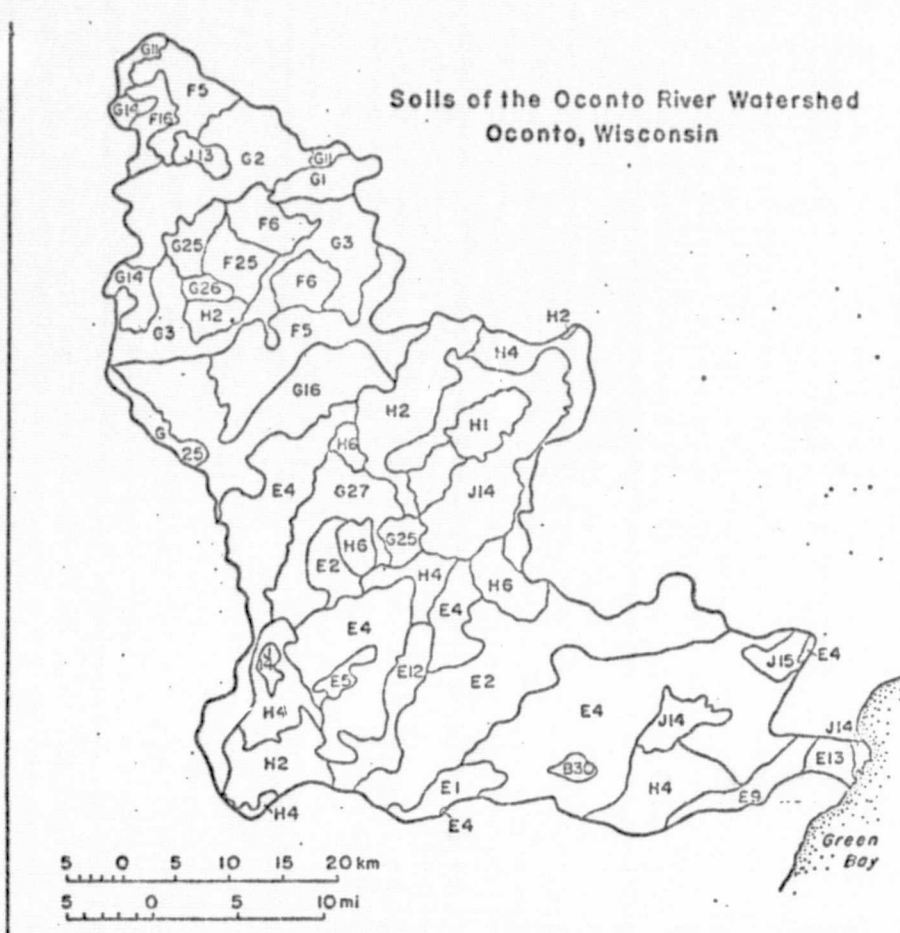 Soils of the Oconto River Watershed
Oconto, Wisconsin
G11
F5
G14
F16
J13
G2
G11
G1
F6
G25
G3
F25
G14
G26
F6
H2
G3
F5
H2
H4
G16
H2
H1
H6
G
25
E4
G27
J14
G25
H6
E2
H4
H6
E4
E4
J15
E4
E12
E5
E2
H4
E4
J14
J14
H2
B30
E13
E1
H4
E9
H4
E4
Green
Bay
5 0 5 10 15 20 km
5 0 5 10 mi